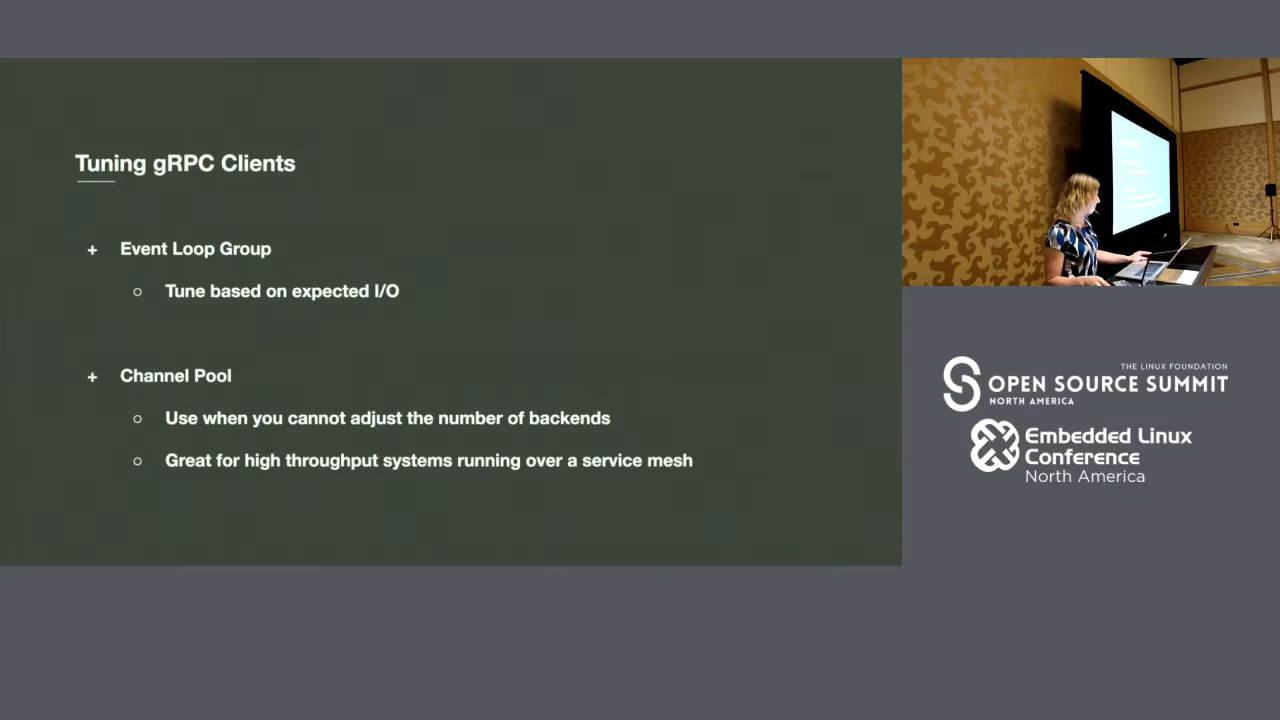 Tuning gRPC Clients
+ Event Loop Group
○ Tune based on expected I/O
+ Channel Pool
○ Use when you cannot adjust the number of backends
○ Great for high throughput systems running over a service mesh
THE LINUX FOUNDATION
OPEN SOURCE SUMMIT
NORTH AMERICA
Embedded Linux
Conference
North America